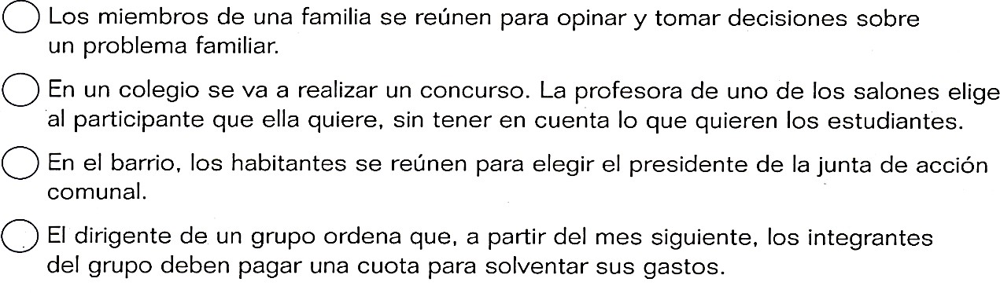 Los miembros de una familia se reúnen para opinar y tomar decisiones sobre
un problema familiar.
En un colegio se va a realizar un concurso. La profesora de uno de los salones elige
al participante que ella quiere, sin tener en cuenta lo que quieren los estudiantes.
En el barrio, los habitantes se reúnen para elegir el presidente de la junta de acción
comunal.
El dirigente de un grupo ordena que, a partir del mes siguiente, los integrantes
del grupo deben pagar una cuota para solventar sus gastos.